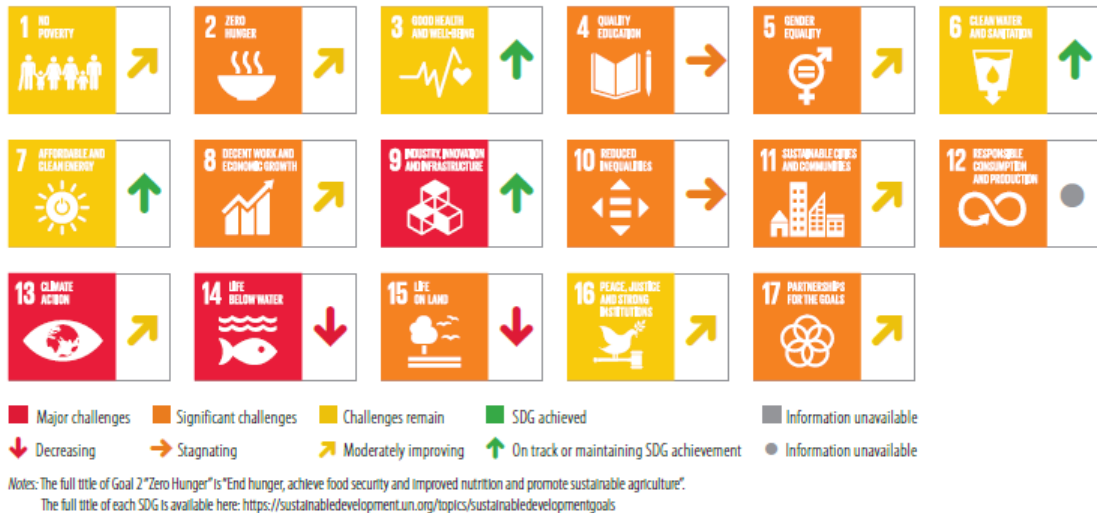 1 NO POVERTY
2 ZERO HUNGER
3 GOOD HEALTH AND WELL-BEING
4 QUALITY EDUCATION
5 GENDER EQUALITY
6 CLEAN WATER AND SANITATION
7 AFFORDABLE AND CLEAN ENERGY
8 DECENT WORK AND ECONOMIC GROWTH
9 INDUSTRY, INNOVATION AND INFRASTRUCTURE
10 REDUCED INEQUALITIES
11 SUSTAINABLE CITIES AND COMMUNITIES
12 RESPONSIBLE CONSUMPTION AND PRODUCTION
13 CLIMATE ACTION
14 LIFE BELOW WATER
15 LIFE ON LAND
16 PEACE, JUSTICE AND STRONG INSTITUTIONS
17 PARTNERSHIPS FOR THE GOALS
Major challenges Significant challenges Challenges remain SDG achieved Information unavailable
Decreasing Stagnating Moderately improving On track or maintaining SDG achievement Information unavailable
Notes: The full title of Goal 2 "Zero Hunger" is "End hunger, achieve food security and improved nutrition and promote sustainable agriculture".
The full title of each SDG is available here: https://sustainabledevelopment.un.org/topics/sustainabledevelopmentgoals